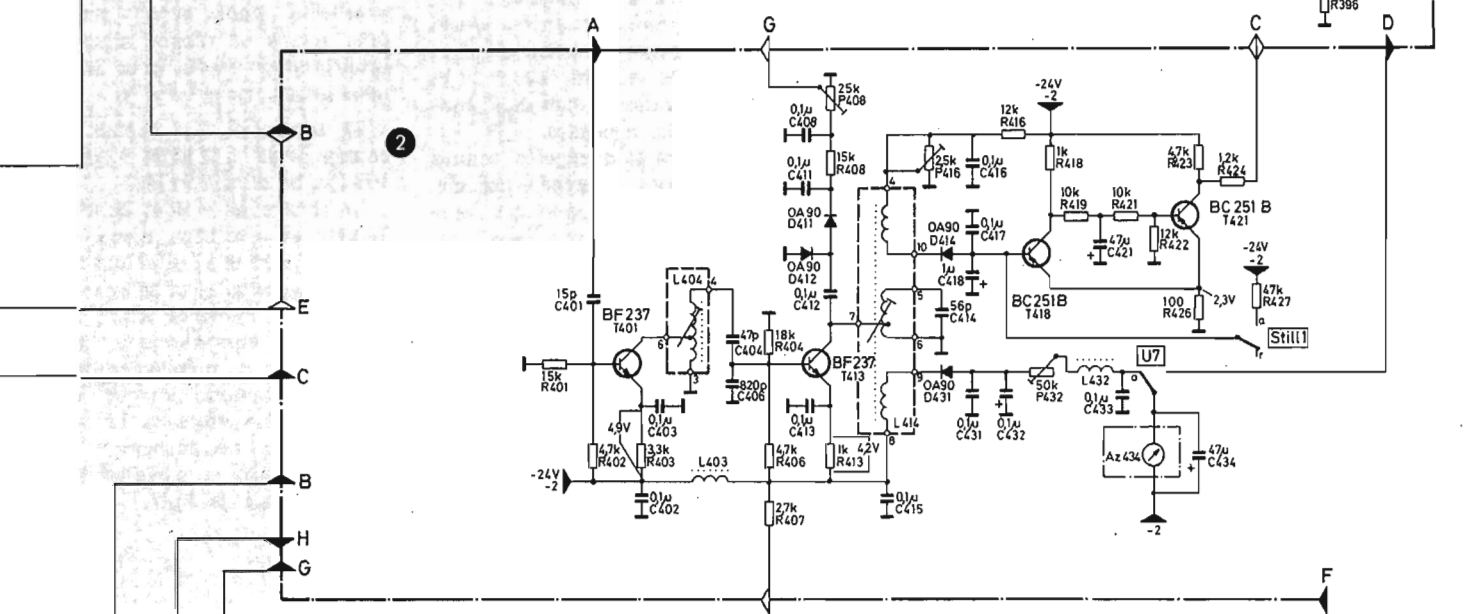 R396
A
G
C
D
B
2
25k
P408
0,1µ
C408
15k
R408
0,1µ
C411
OA90
D411
OA90
D412
0,1µ
C412
12k
R416
-24V
-2
25k
P416
0,1µ
C416
1k
R418
4,7k
R423
1,2k
R424
4
10k
R419
10k
R421
BC251B
T421
0,1µ
C417
OA90
D414
10
47µ
C421
+
12k
R422
1µ
C418
+
BC251B
T418
-24V
-2
47k
R427
100
R426
2,3V
a
r
Still1
E
15p
C401
BF237
T401
L404
4
6
3
47p
C404
18k
R404
820p
C406
7
5
56p
C414
6
BF237
T413
9
OA90
D431
50k
P432
L432
U7
a
C
15k
R401
0,1µ
C403
0,1µ
C413
L414
8
0,1µ
C431
+
0,1µ
C432
0,1µ
C433
4,9V
4,7k
R402
3,3k
R403
L403
4,7k
R406
1k
R413
4,2V
Az434
47µ
C434
+
B
-24V
-2
0,1µ
C402
2,7k
R407
0,1µ
C415
-2
H
G
F